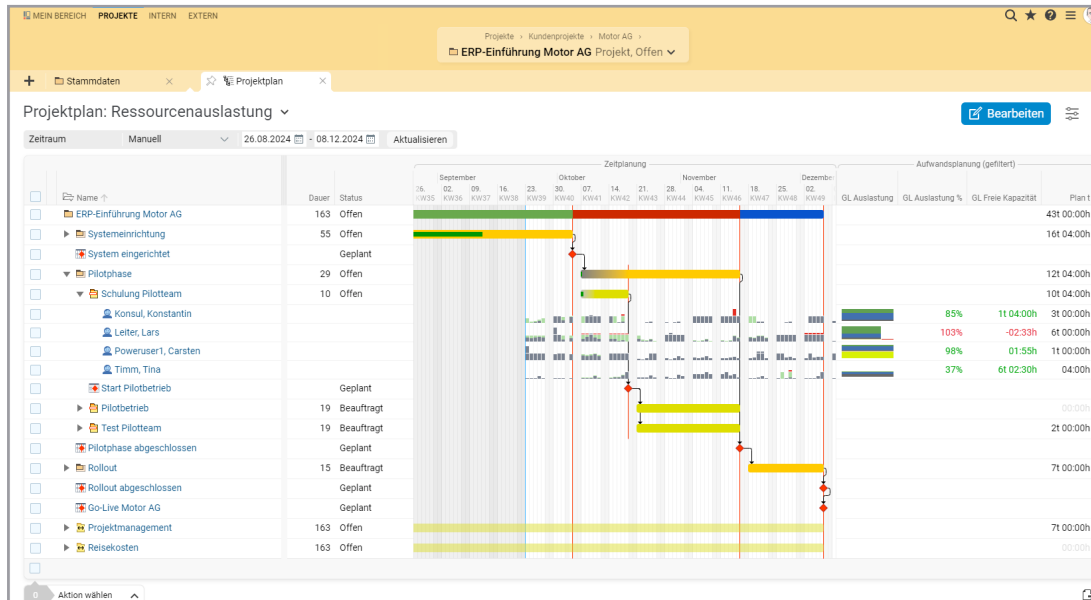 MEIN BEREICH PROJEKTE INTERN EXTERN
Projekte › Kundenprojekte › Motor AG ›
ERP-Einführung Motor AG Projekt, Offen
Stammdaten × Projektplan ×
Projektplan: Ressourcenauslastung
Bearbeiten
Zeitraum Manuell 26.08.2024 - 08.12.2024 Aktualisieren
Zeitplanung Aufwandsplanung (gefiltert)
September Oktober November Dezembe
26. 02. 09. 16. 23. 30. 07. 14. 21. 28. 04. 11. 18. 25. 02.
Name Dauer Status KW35 KW36 KW37 KW38 KW39 KW40 KW41 KW42 KW43 KW44 KW45 KW46 KW47 KW48 KW49 GL Auslastung GL Auslastung % GL Freie Kapazität Plan t
ERP-Einführung Motor AG 163 Offen 43t 00:00h
Systemeinrichtung 55 Offen 16t 04:00h
System eingerichtet Geplant
Pilotphase 29 Offen 12t 04:00h
Schulung Pilotteam 10 Offen 10t 04:00h
Konsul, Konstantin 85% 1t 04:00h 3t 00:00h
Leiter, Lars 103% -02:33h 6t 00:00h
Poweruser1, Carsten 98% 01:55h 1t 00:00h
Timm, Tina 37% 6t 02:30h 04:00h
Start Pilotbetrieb Geplant
Pilotbetrieb 19 Beauftragt 00:00h
Test Pilotteam 19 Beauftragt 2t 00:00h
Pilotphase abgeschlossen Geplant
Rollout 15 Beauftragt 7t 00:00h
Rollout abgeschlossen Geplant
Go-Live Motor AG Geplant
Projektmanagement 163 Offen 7t 00:00h
Reisekosten 163 Offen 00:00h
0 Aktion wählen